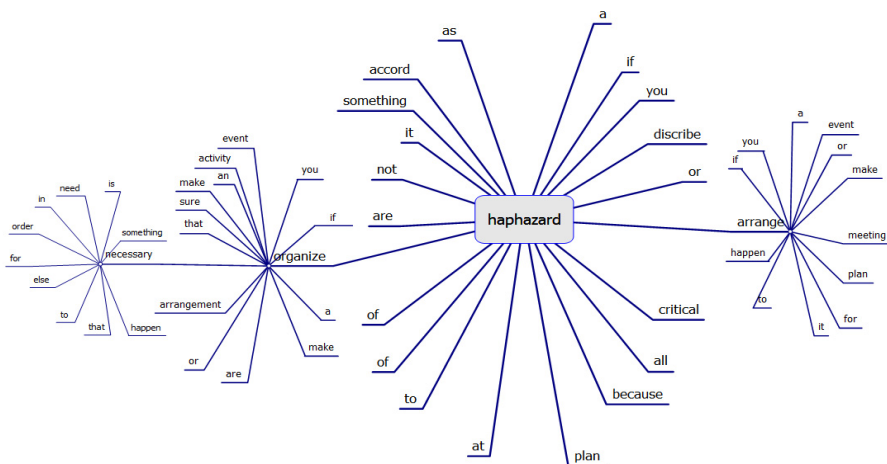 haphazard
a
if
you
discribe
or
arrange
critical
all
because
plan
at
to
of
of
organize
are
not
it
something
accord
as
a
event
or
make
meeting
plan
for
it
to
happen
if
you
event
you
if
a
make
are
or
arrangement
necessary
that
sure
make
an
activity
is
something
happen
that
to
else
for
order
in
need